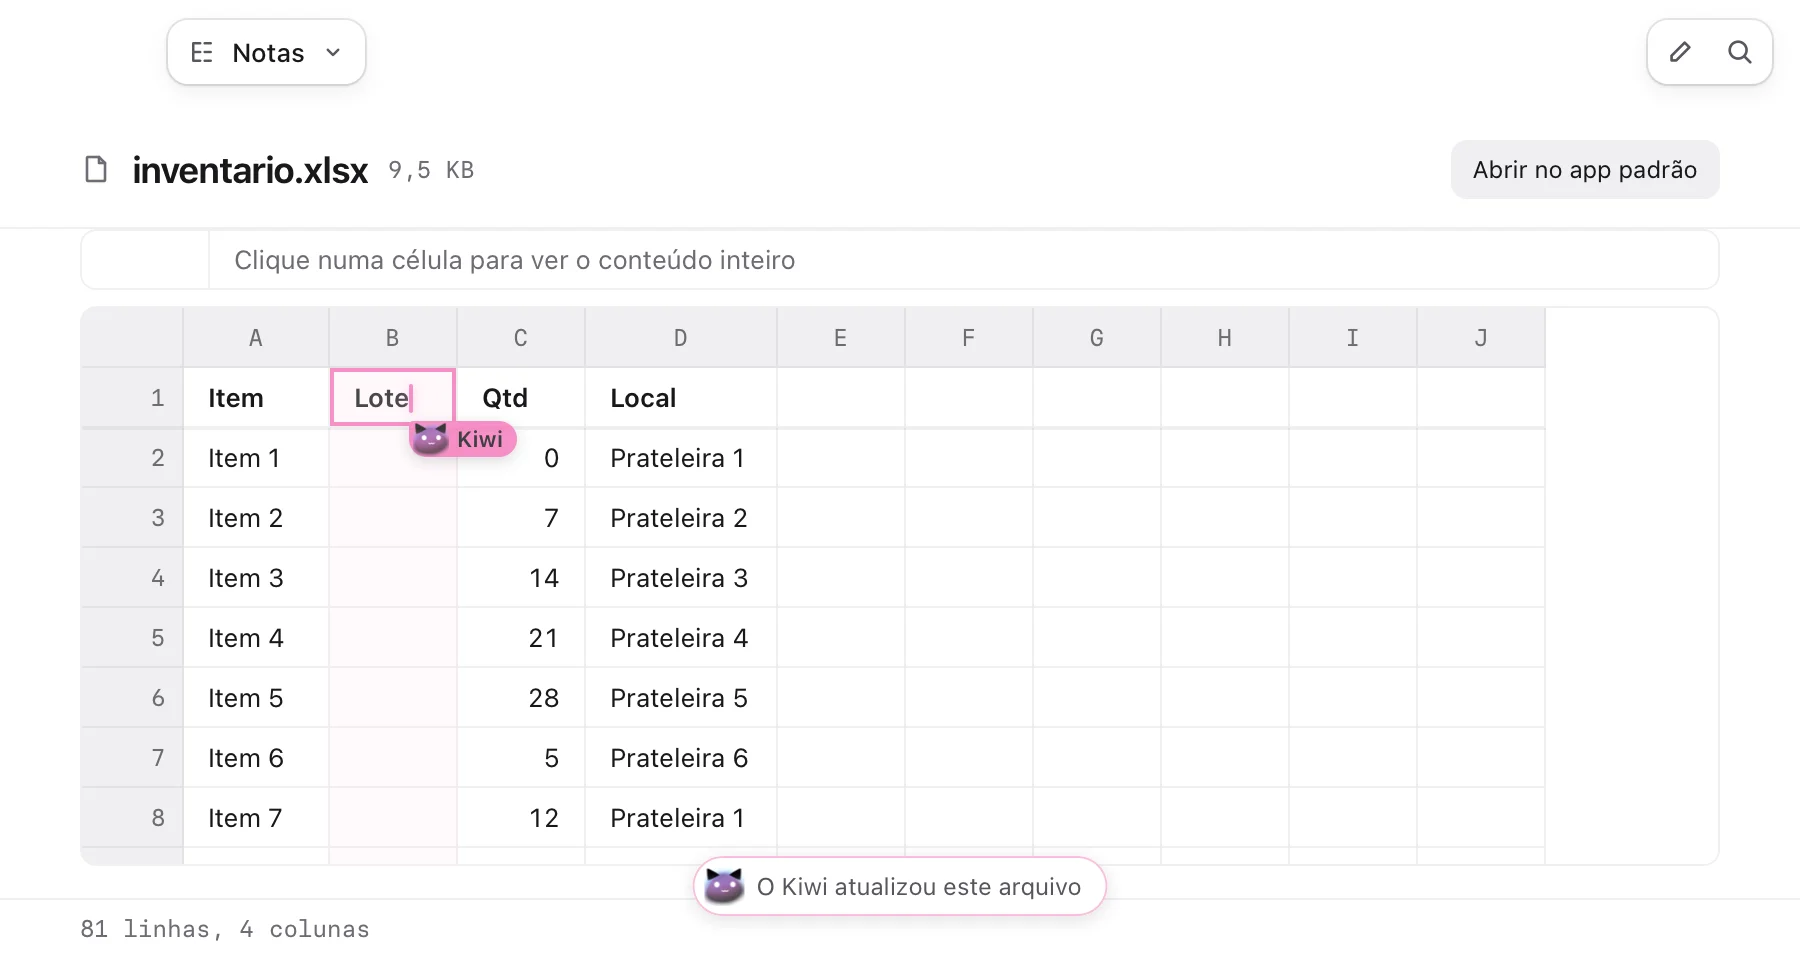 Notas
inventario.xlsx 9,5 KB
Abrir no app padrão
Clique numa célula para ver o conteúdo inteiro
A B C D E F G H I J
1 Item Lote Qtd Local
Kiwi
2 Item 1 0 Prateleira 1
3 Item 2 7 Prateleira 2
4 Item 3 14 Prateleira 3
5 Item 4 21 Prateleira 4
6 Item 5 28 Prateleira 5
7 Item 6 5 Prateleira 6
8 Item 7 12 Prateleira 1
O Kiwi atualizou este arquivo
81 linhas, 4 colunas